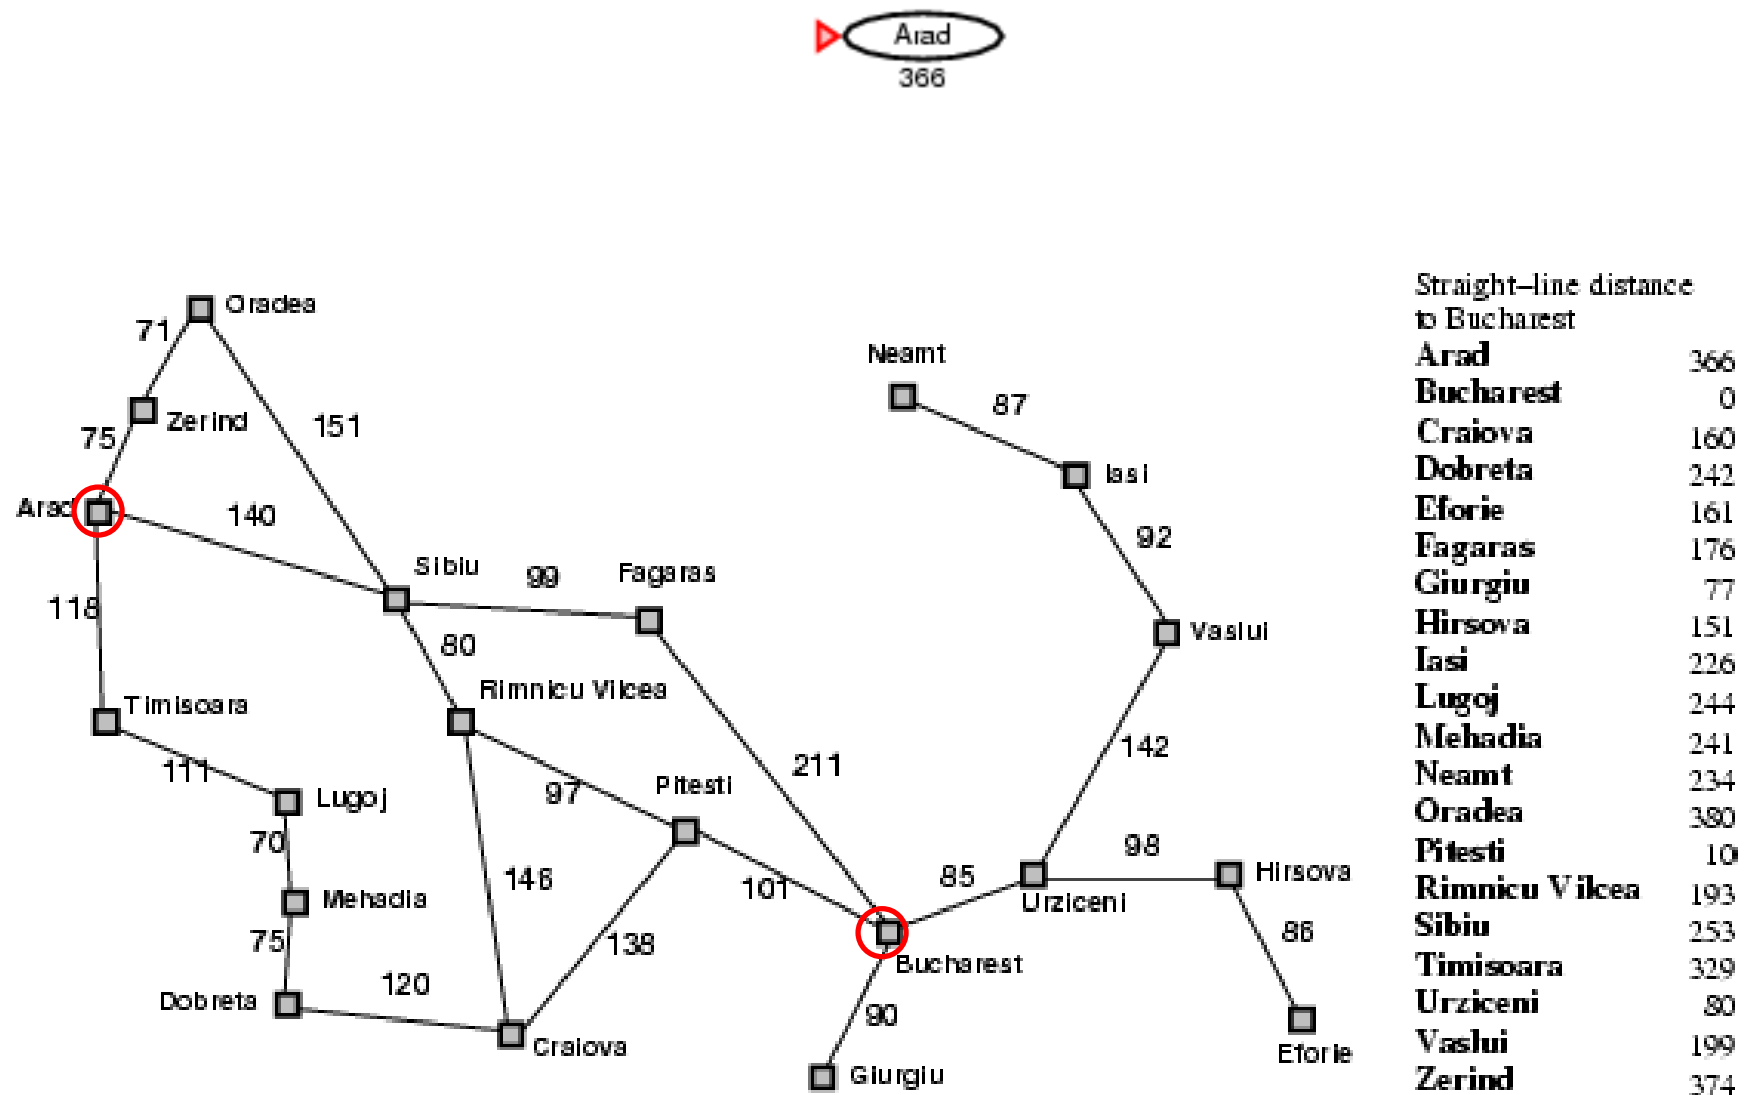 Arad
366
Oradea
71
Neamt
87
Zerind
151
75
Iasi
Arad
140
92
Sibiu
99
Fagaras
118
80
Vaslui
Rimnicu Vilcea
Timisoara
142
111
211
Pitesti
97
Lugoj
70
98
146
85
Hirsova
101
Mehadia
Urziceni
75
138
86
Bucharest
120
Dobreta
90
Craiova
Eforie
Giurgiu
Straight–line distance
to Bucharest
Arad 366
Bucharest 0
Craiova 160
Dobreta 242
Eforie 161
Fagaras 176
Giurgiu 77
Hirsova 151
Iasi 226
Lugoj 244
Mehadia 241
Neamt 234
Oradea 380
Pitesti 10
Rimnicu Vilcea 193
Sibiu 253
Timisoara 329
Urziceni 80
Vaslui 199
Zerind 374